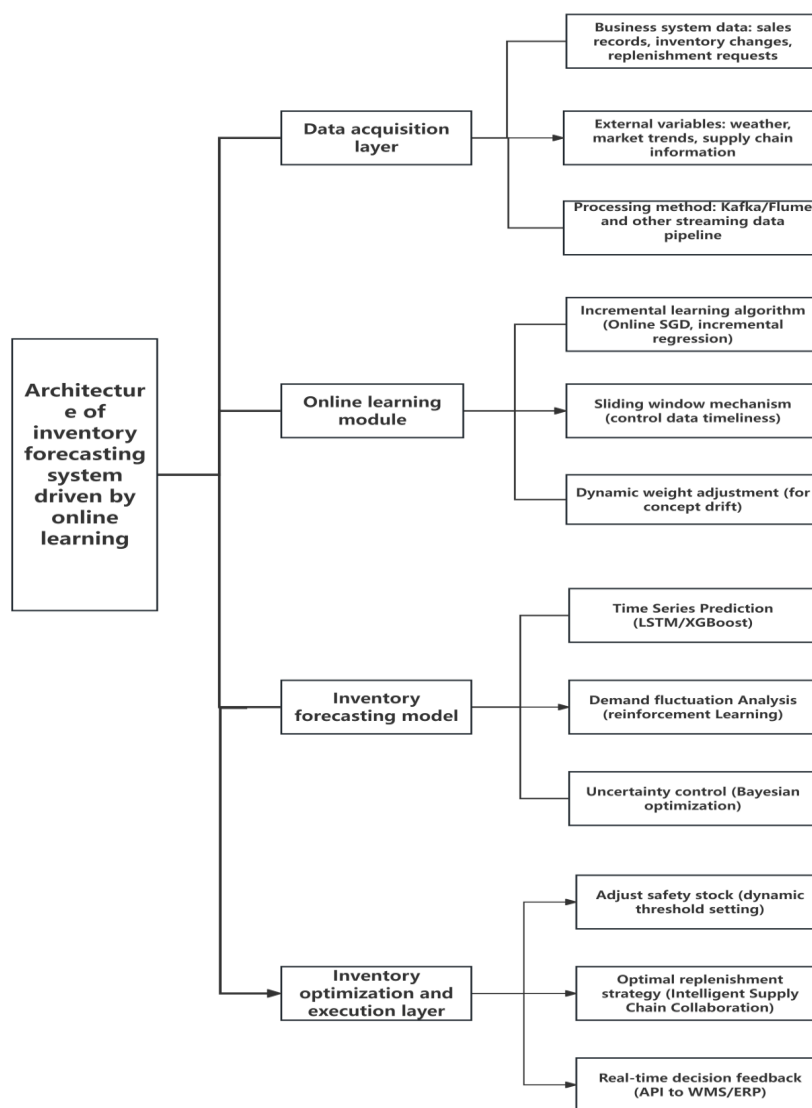 Business system data: sales
records, inventory changes,
replenishment requests
Data acquisition
layer
External variables: weather,
market trends, supply chain
information
Processing method: Kafka/Flume
and other streaming data
pipeline
Architectur
e of
inventory
forecasting
system
driven by
online
learning
Incremental learning algorithm
(Online SGD, incremental
regression)
Online learning
module
Sliding window mechanism
(control data timeliness)
Dynamic weight adjustment (for
concept drift)
Time Series Prediction
(LSTM/XGBoost)
Inventory
forecasting model
Demand fluctuation Analysis
(reinforcement Learning)
Uncertainty control (Bayesian
optimization)
Adjust safety stock (dynamic
threshold setting)
Inventory
optimization and
execution layer
Optimal replenishment
strategy (Intelligent Supply
Chain Collaboration)
Real-time decision feedback
(API to WMS/ERP)